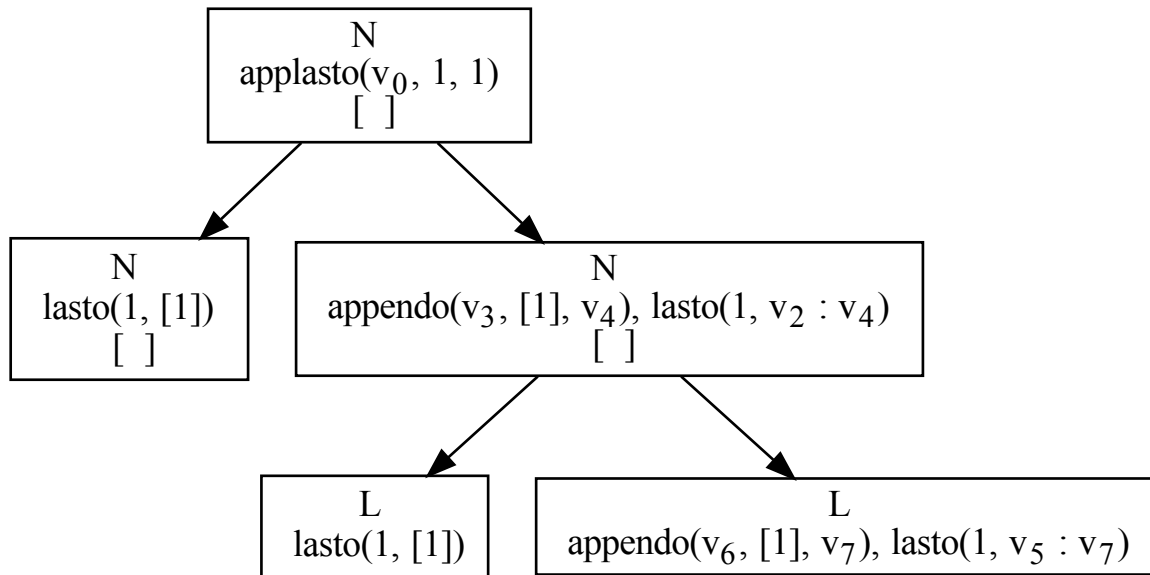 N
applasto(v₀, 1, 1)
[ ]
N
lasto(1, [1])
[ ]
N
appendo(v₃, [1], v₄), lasto(1, v₂ : v₄)
[ ]
L
lasto(1, [1])
L
appendo(v₆, [1], v₇), lasto(1, v₅ : v₇)